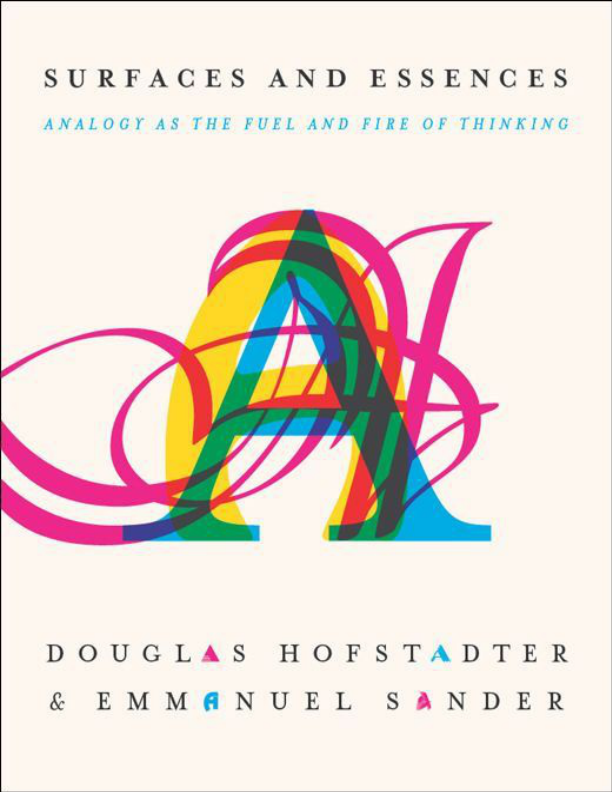 SURFACES AND ESSENCES
ANALOGY AS THE FUEL AND FIRE OF THINKING
A
DOUGLAS HOFSTADTER
& EMMANUEL SANDER